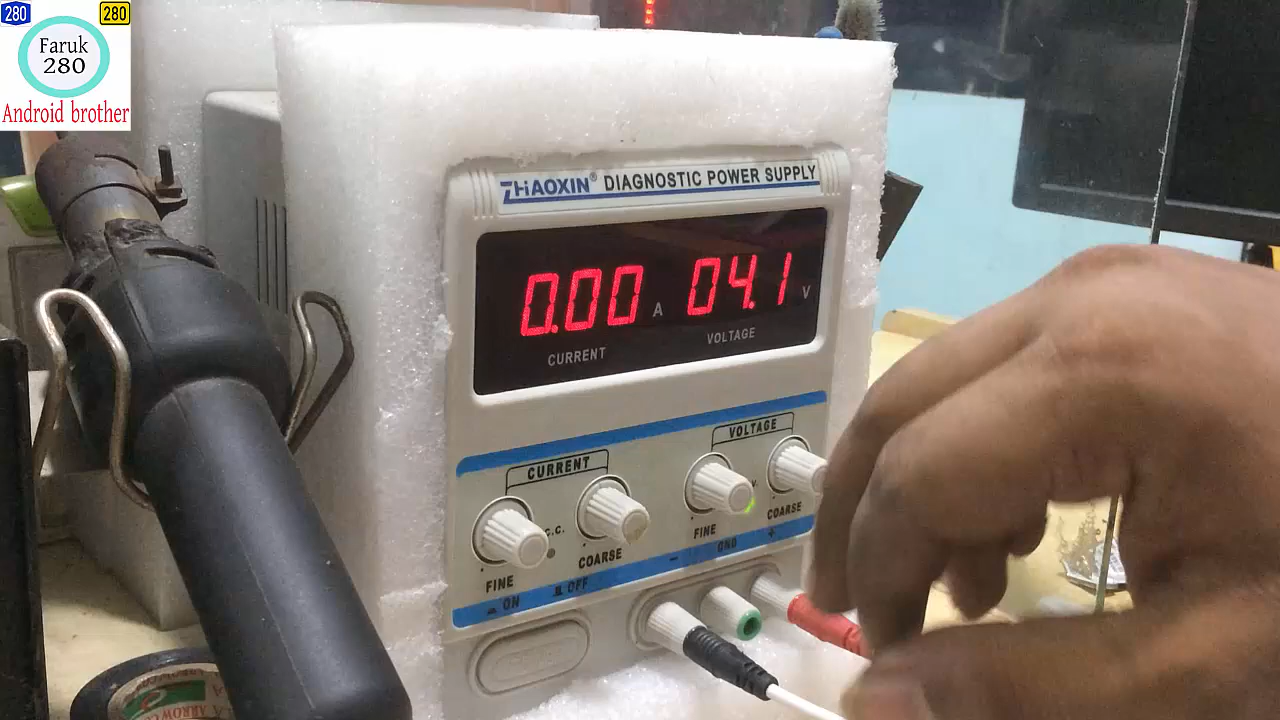 280
280
Faruk
280
Android brother
ZHAOXIN® DIAGNOSTIC POWER SUPPLY
0.00 A 04.1 V
CURRENT VOLTAGE
CURRENT VOLTAGE
C.C.
FINE COARSE FINE COARSE
ON OFF - GND +
ARROW